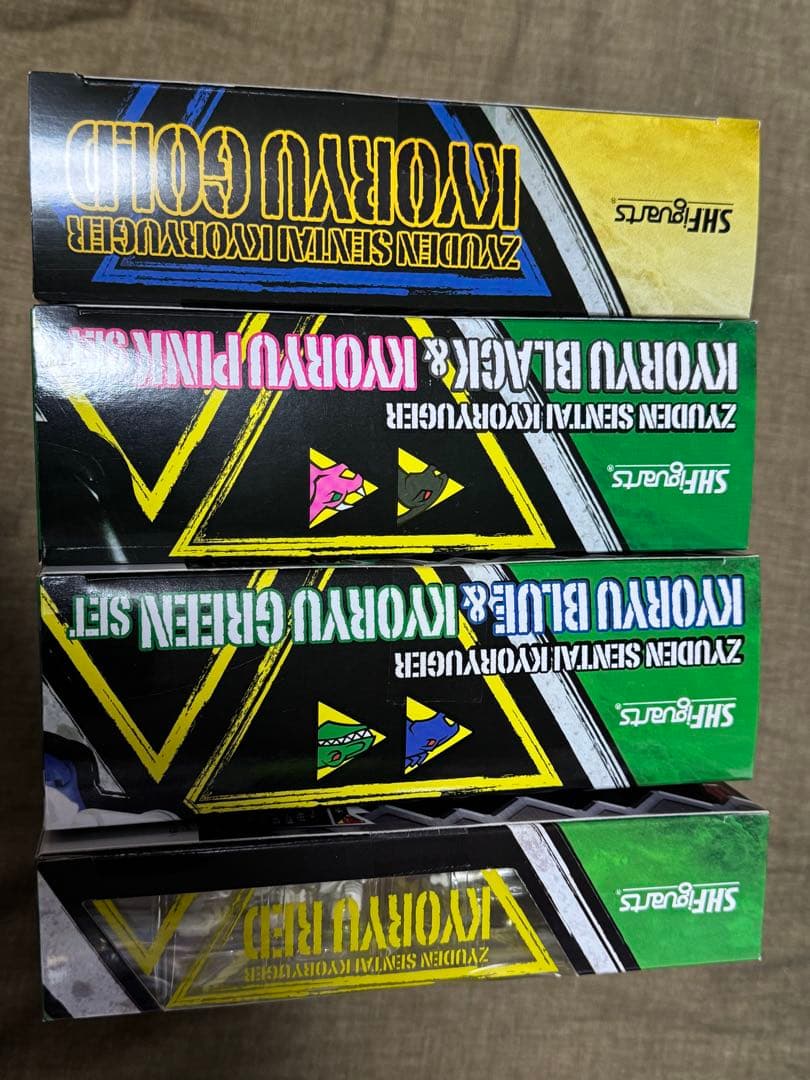 SHFiguarts®
ZYUDEN SENTAI KYORYUGER
KYORYU RED
SHFiguarts®
ZYUDEN SENTAI KYORYUGER
KYORYU BLUE & KYORYU GREEN SET
SHFiguarts®
ZYUDEN SENTAI KYORYUGER
KYORYU BLACK & KYORYU PINK SET
SHFiguarts®
ZYUDEN SENTAI KYORYUGER
KYORYU GOLD